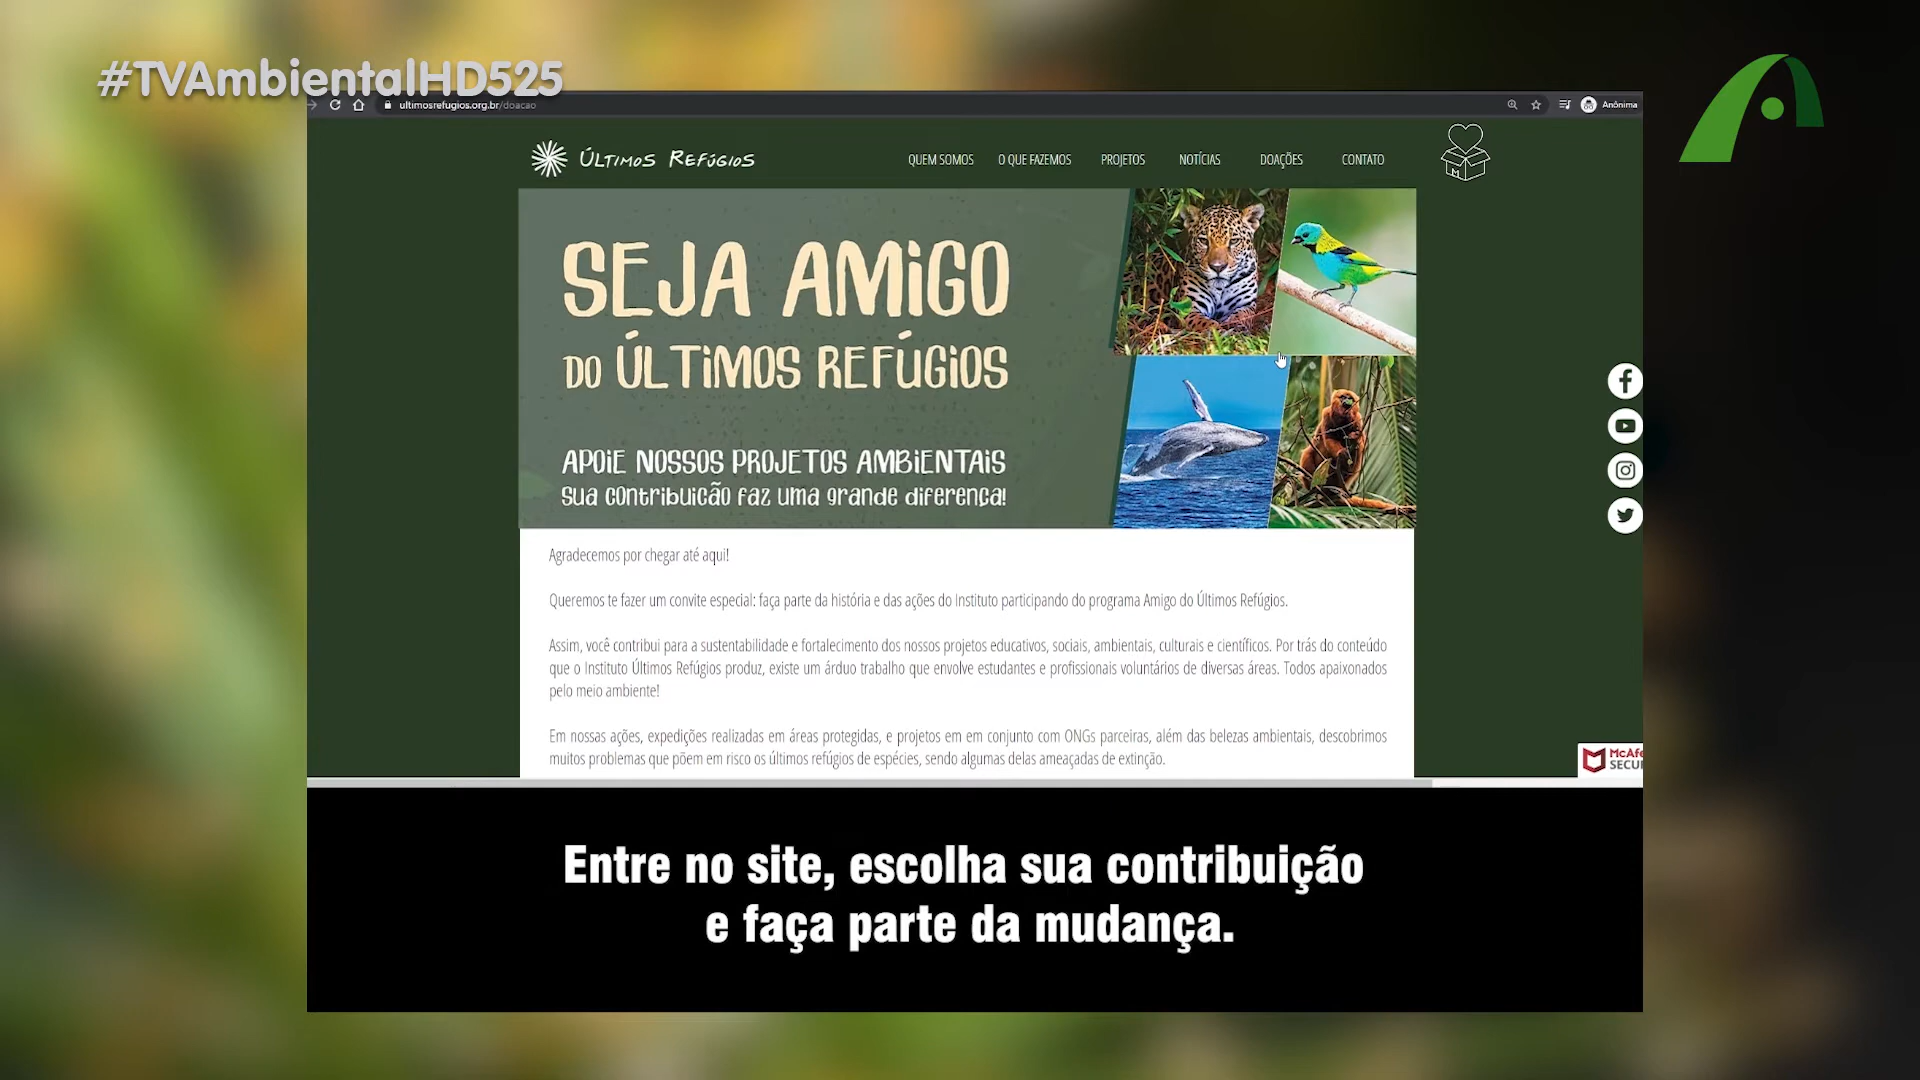 #TVAmbientalHD525
ultimosrefugios.org.br/doacao
Anônima
ÚLTIMOS REFÚGIOS
QUEM SOMOS
O QUE FAZEMOS
PROJETOS
NOTÍCIAS
DOAÇÕES
CONTATO
M
SEJA AMIGO
DO ÚLTIMOS REFÚGIOS
APOIE NOSSOS PROJETOS AMBIENTAIS
Sua contribuição faz uma grande diferença!
Agradecemos por chegar até aqui!
Queremos te fazer um convite especial: faça parte da história e das ações do Instituto participando do programa Amigo do Últimos Refúgios.
Assim, você contribui para a sustentabilidade e fortalecimento dos nossos projetos educativos, sociais, ambientais, culturais e científicos. Por trás do conteúdo
que o Instituto Últimos Refúgios produz, existe um árduo trabalho que envolve estudantes e profissionais voluntários de diversas áreas. Todos apaixonados
pelo meio ambiente!
Em nossas ações, expedições realizadas em áreas protegidas, e projetos em em conjunto com ONGs parceiras, além das belezas ambientais, descobrimos
muitos problemas que põem em risco os últimos refúgios de espécies, sendo algumas delas ameaçadas de extinção.
McAfe
SECU
Entre no site, escolha sua contribuição
e faça parte da mudança.